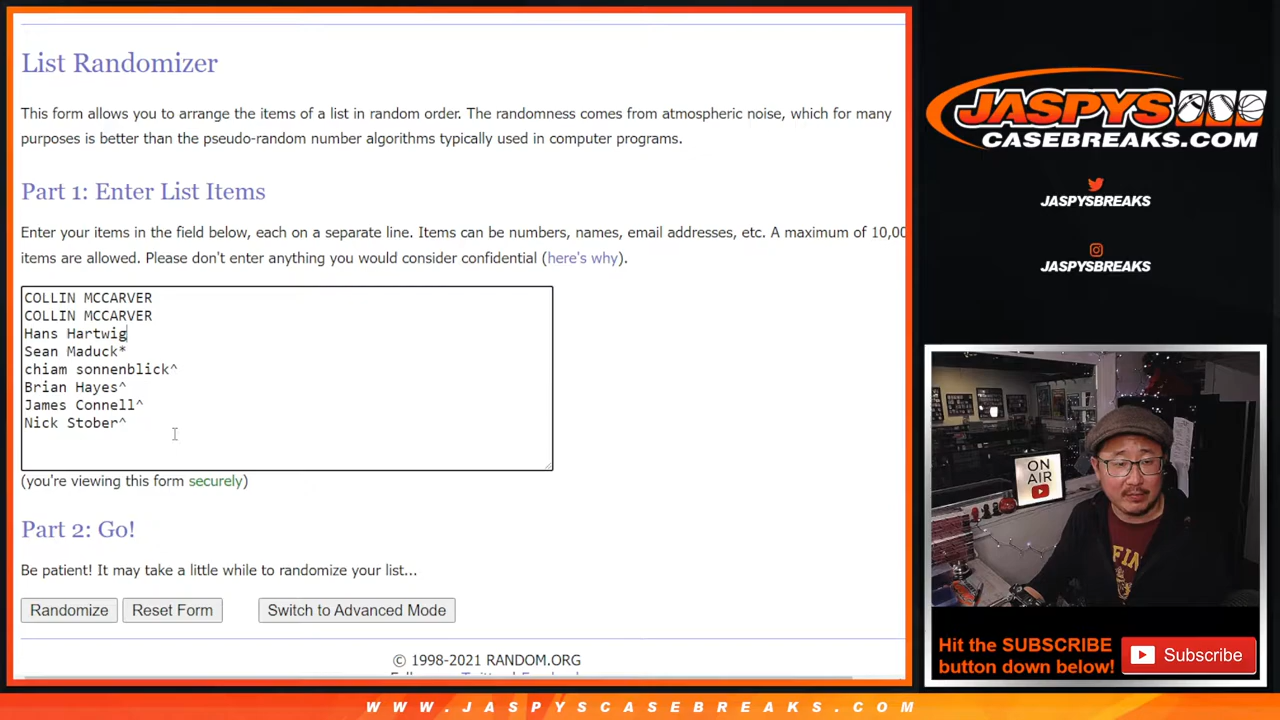 List Randomizer
This form allows you to arrange the items of a list in random order. The randomness comes from atmospheric noise, which for many
purposes is better than the pseudo-random number algorithms typically used in computer programs.
Part 1: Enter List Items
Enter your items in the field below, each on a separate line. Items can be numbers, names, email addresses, etc. A maximum of 10,00
items are allowed. Please don't enter anything you would consider confidential (here's why).
COLLIN MCCARVER
COLLIN MCCARVER
Hans Hartwig
Sean Maduck*
chiam sonnenblick^
Brian Hayes^
James Connell^
Nick Stober^
(you're viewing this form securely)
Part 2: Go!
Be patient! It may take a little while to randomize your list...
Randomize
Reset Form
Switch to Advanced Mode
© 1998-2021 RANDOM.ORG
JASPYS
CASEBREAKS.COM
JASPYSBREAKS
JASPYSBREAKS
ON
AIR
Hit the SUBSCRIBE
button down below!
Subscribe
WWW.JASPYSCASEBREAKS.COM